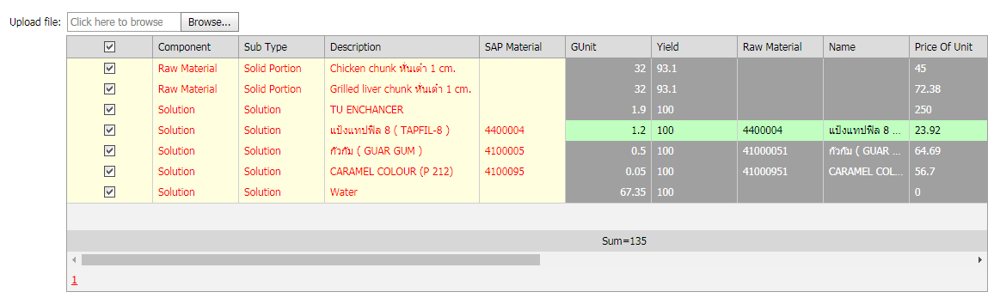 Upload file: Click here to browse Browse...
Component Sub Type Description SAP Material GUnit Yield Raw Material Name Price Of Unit
Raw Material Solid Portion Chicken chunk หั่นเต๋า 1 cm. 32 93.1 45
Raw Material Solid Portion Grilled liver chunk หั่นเต๋า 1 cm. 32 93.1 72.38
Solution Solution TU ENCHANCER 1.9 100 250
Solution Solution แป้งแทปฟิล 8 ( TAPFIL-8 ) 4400004 1.2 100 4400004 แป้งแทปฟิล 8 ... 23.92
Solution Solution กัวกัม ( GUAR GUM ) 4100005 0.5 100 41000051 กัวกัม ( GUAR ... 64.69
Solution Solution CARAMEL COLOUR (P 212) 4100095 0.05 100 41000951 CARAMEL COL... 56.7
Solution Solution Water 67.35 100 0
Sum=135
1